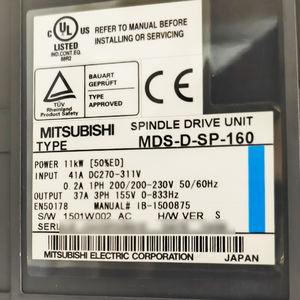 c UL US
LISTED
IND.CONT.EQ.
REFER TO MANUAL BEFORE
INSTALLING OR SERVICING
TÜV
Rheinland
Product Safety
BAUART
GEPRÜFT
TYPE
APPROVED
MITSUBISHI SPINDLE DRIVE UNIT
TYPE MDS-D-SP-160
POWER 11kW [50%ED]
INPUT 41A DC270-311V
0.2A 1PH 200/200-230V 50/60Hz
OUTPUT 37A 3PH 155V 0-833Hz
EN50178 MANUAL# IB-1500875
S/W 1501W002 AC H/W VER S
SERIAL
MITSUBISHI ELECTRIC CORPORATION JAPAN